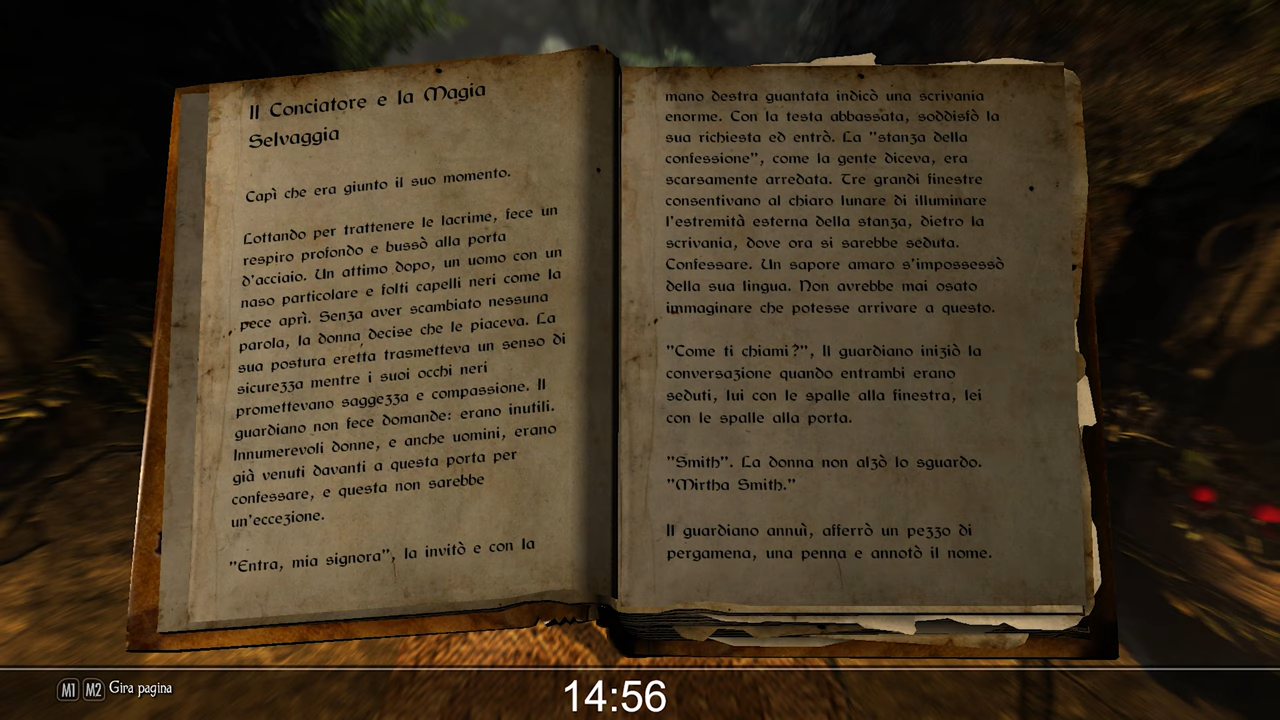 Il Conciatore e la Magia
Selvaggia
Capì che era giunto il suo momento.
Lottando per trattenere le lacrime, fece un
respiro profondo e bussò alla porta
d'acciaio. Un attimo dopo, un uomo con un
naso particolare e folti capelli neri come la
pece aprì. Senza aver scambiato nessuna
parola, la donna decise che le piaceva. La
sua postura eretta trasmetteva un senso di
sicurezza mentre i suoi occhi neri
promettevano saggezza e compassione. Il
guardiano non fece domande: erano inutili.
Innumerevoli donne, e anche uomini, erano
già venuti davanti a questa porta per
confessare, e questa non sarebbe
un'eccezione.
"Entra, mia signora", la invitò e con la
mano destra guantata indicò una scrivania
enorme. Con la testa abbassata, soddisfò la
sua richiesta ed entrò. La "stanza della
confessione", come la gente diceva, era
scarsamente arredata. Tre grandi finestre
consentivano al chiaro lunare di illuminare
l'estremità esterna della stanza, dietro la
scrivania, dove ora si sarebbe seduta.
Confessare. Un sapore amaro s'impossessò
della sua lingua. Non avrebbe mai osato
immaginare che potesse arrivare a questo.
"Come ti chiami?", Il guardiano iniziò la
conversazione quando entrambi erano
seduti, lui con le spalle alla finestra, lei
con le spalle alla porta.
"Smith". La donna non alzò lo sguardo.
"Mirtha Smith."
Il guardiano annuì, afferrò un pezzo di
pergamena, una penna e annotò il nome.
M1 M2 Gira pagina
14:56